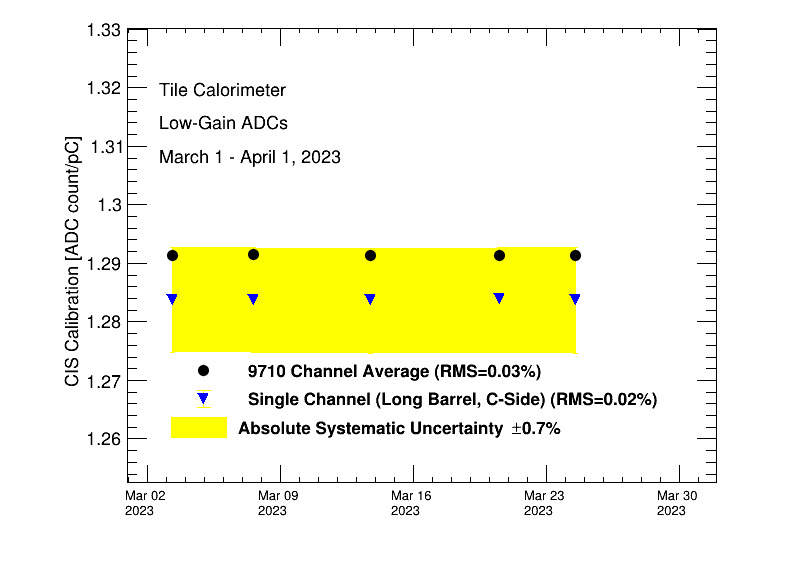 1.33
1.32
1.31
1.3
1.29
1.28
1.27
1.26
CIS Calibration [ADC count/pC]
Tile Calorimeter
Low-Gain ADCs
March 1 - April 1, 2023
9710 Channel Average (RMS=0.03%)
Single Channel (Long Barrel, C-Side) (RMS=0.02%)
Absolute Systematic Uncertainty ±0.7%
Mar 02
2023
Mar 09
2023
Mar 16
2023
Mar 23
2023
Mar 30
2023